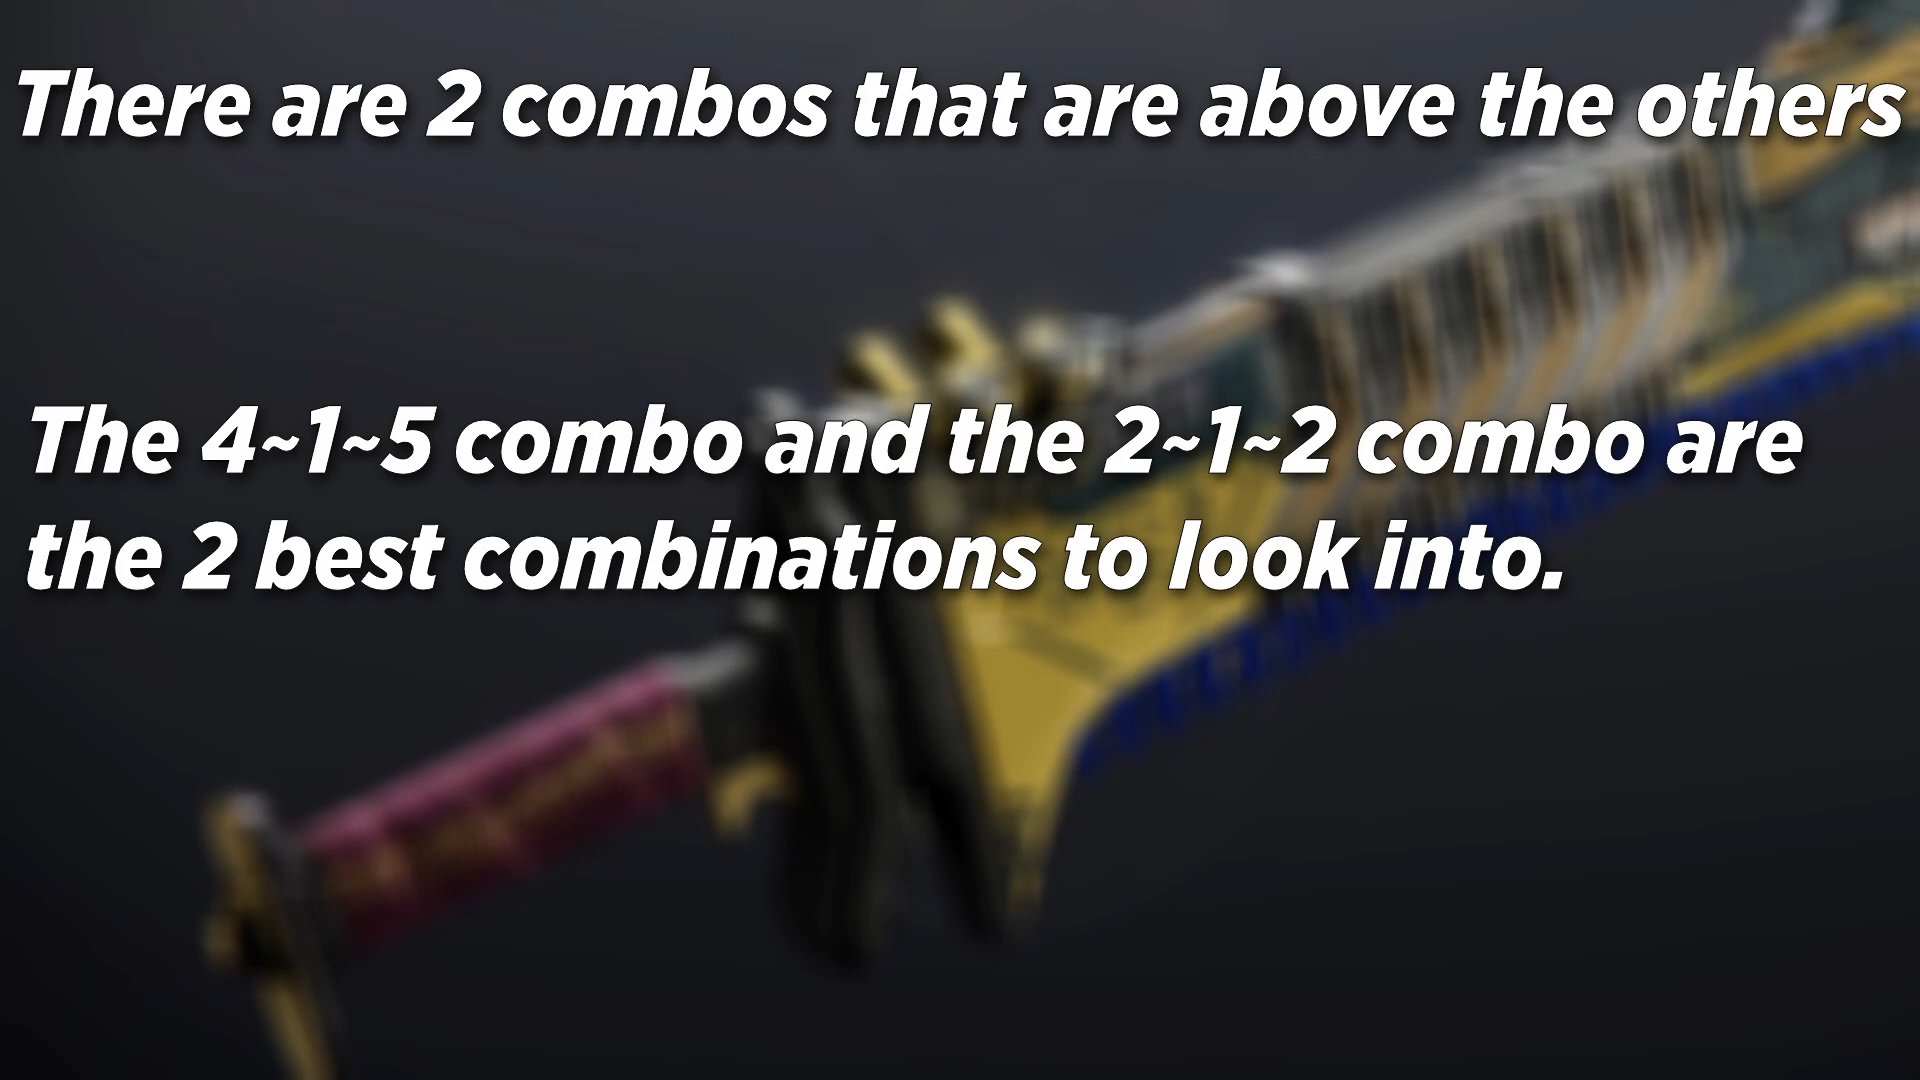 There are 2 combos that are above the others
The 4~1~5 combo and the 2~1~2 combo are
the 2 best combinations to look into.